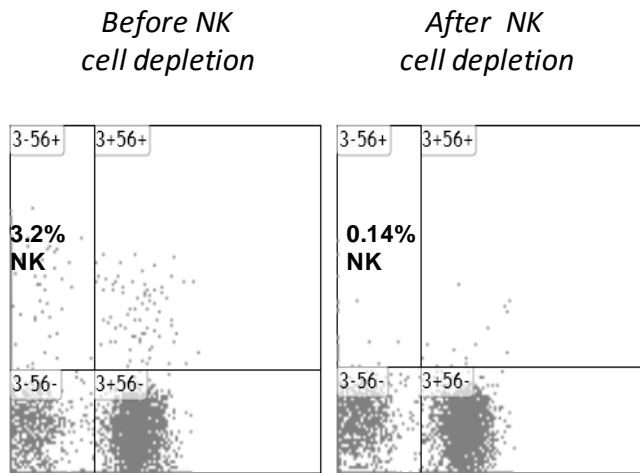 Before NK
cell depletion
After NK
cell depletion
3-56+
3+56+
3.2%
NK
3-56-
3+56-
3-56+
3+56+
0.14%
NK
3-56-
3+56-